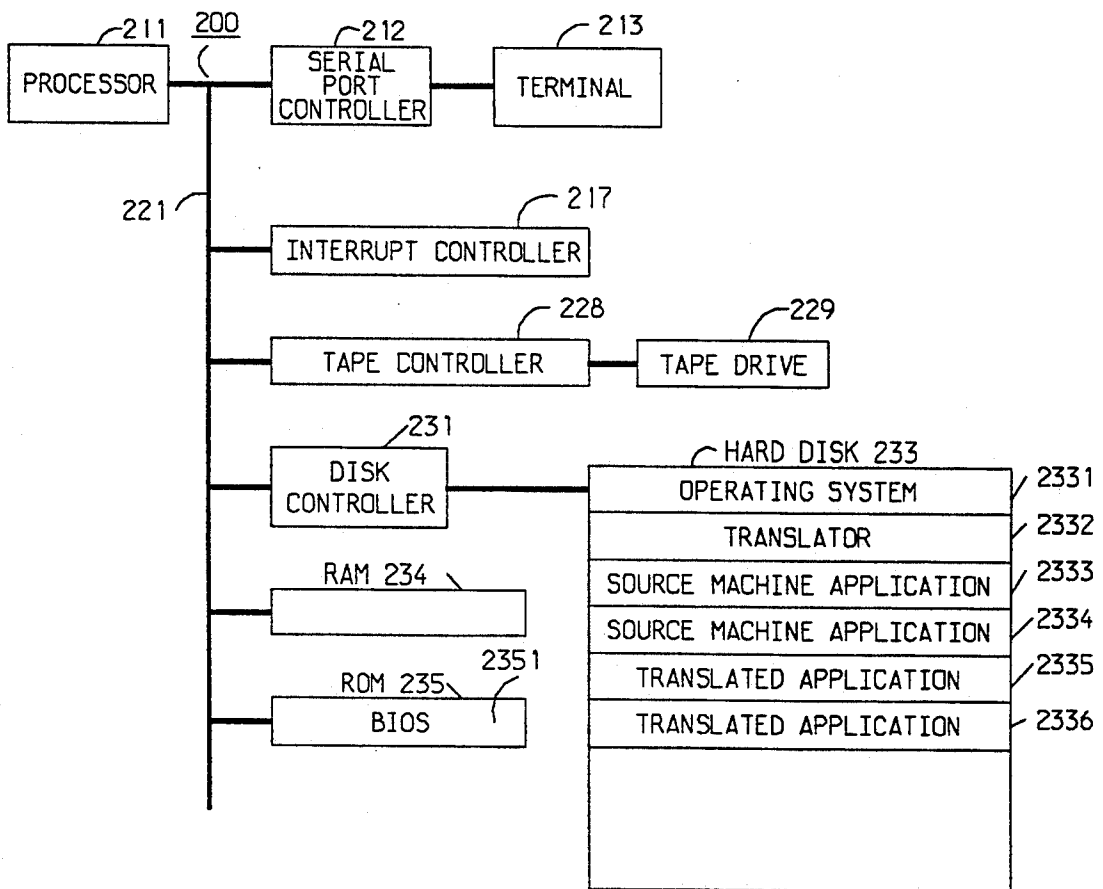 211
200
212
213
PROCESSOR
SERIAL
PORT
CONTROLLER
TERMINAL
221
217
INTERRUPT CONTROLLER
228
229
TAPE CONTROLLER
TAPE DRIVE
231
DISK
CONTROLLER
HARD DISK 233
OPERATING SYSTEM
2331
TRANSLATOR
2332
SOURCE MACHINE APPLICATION
2333
SOURCE MACHINE APPLICATION
2334
TRANSLATED APPLICATION
2335
TRANSLATED APPLICATION
2336
RAM 234
ROM 235
2351
BIOS